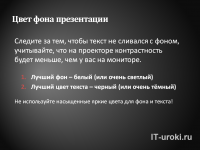 Цвет фона презентации
Следите за тем, чтобы текст не сливался с фоном,
учитывайте, что на проекторе контрастность
будет меньше, чем у вас на мониторе.
1. Лучший фон – белый (или очень светлый)
2. Лучший цвет текста – черный (или очень тёмный)
Не используйте насыщенные яркие цвета для фона и текста!
IT-uroki.ru